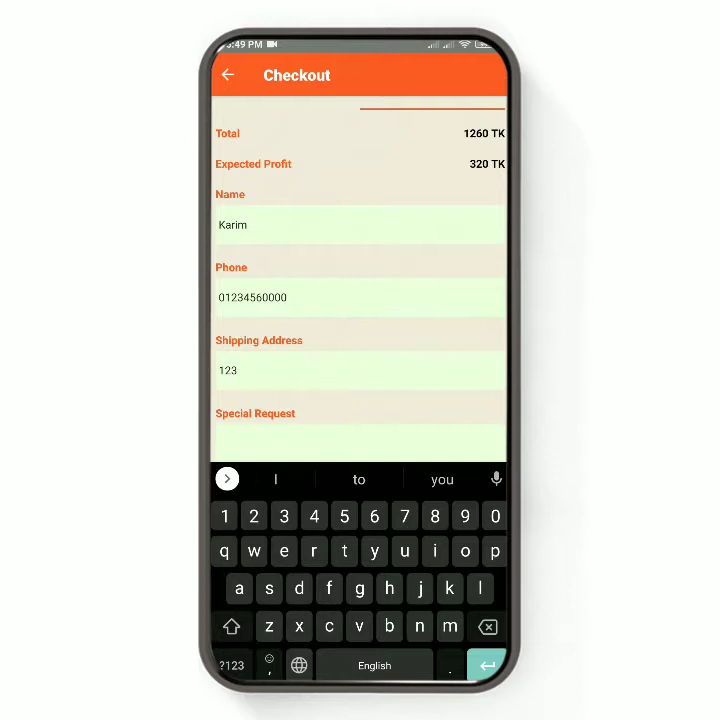 5:49 PM
Checkout
Total 1260 TK
Expected Profit 320 TK
Name
Karim
Phone
01234560000
Shipping Address
123
Special Request
I to you
1 2 3 4 5 6 7 8 9 0
q w e r t y u i o p
a s d f g h j k l
z x c v b n m
?123 , English .